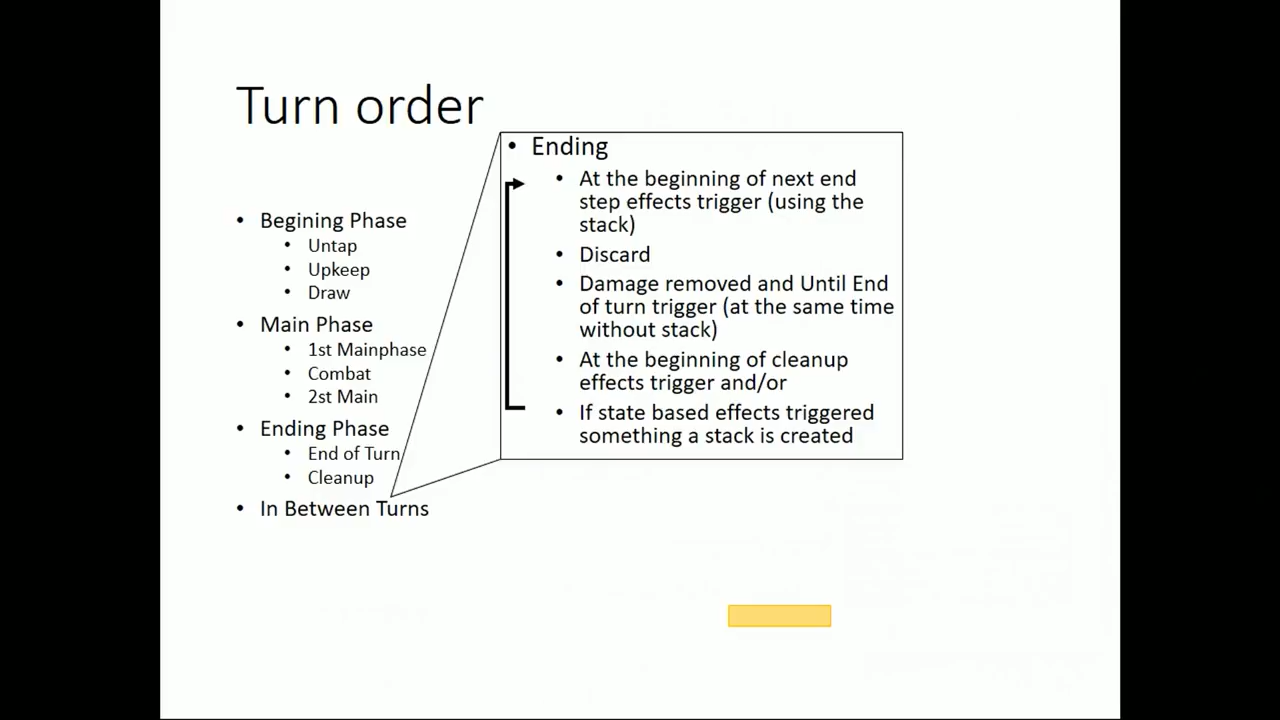 Turn order
Begining Phase
Untap
Upkeep
Draw
Main Phase
1st Mainphase
Combat
2st Main
Ending Phase
End of Turn
Cleanup
In Between Turns
Ending
At the beginning of next end
step effects trigger (using the
stack)
Discard
Damage removed and Until End
of turn trigger (at the same time
without stack)
At the beginning of cleanup
effects trigger and/or
If state based effects triggered
something a stack is created